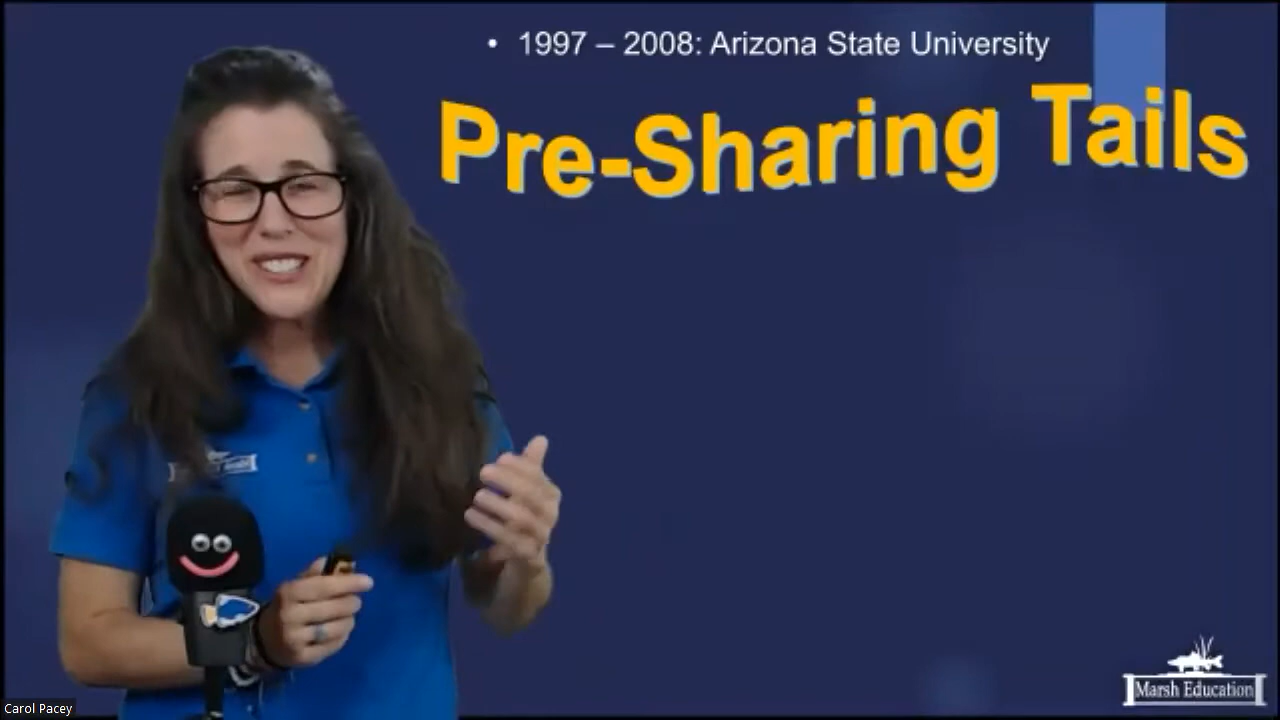 • 1997 – 2008: Arizona State University
Pre-Sharing Tails
Marsh Education
Carol Pacey